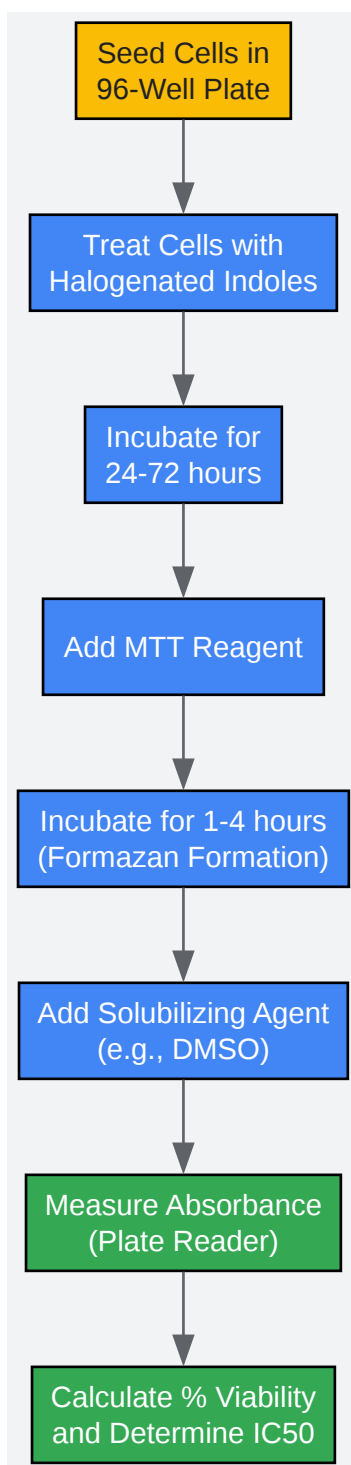 Seed Cells in
96-Well Plate
Treat Cells with
Halogenated Indoles
Incubate for
24-72 hours
Add MTT Reagent
Incubate for 1-4 hours
(Formazan Formation)
Add Solubilizing Agent
(e.g., DMSO)
Measure Absorbance
(Plate Reader)
Calculate % Viability
and Determine IC50